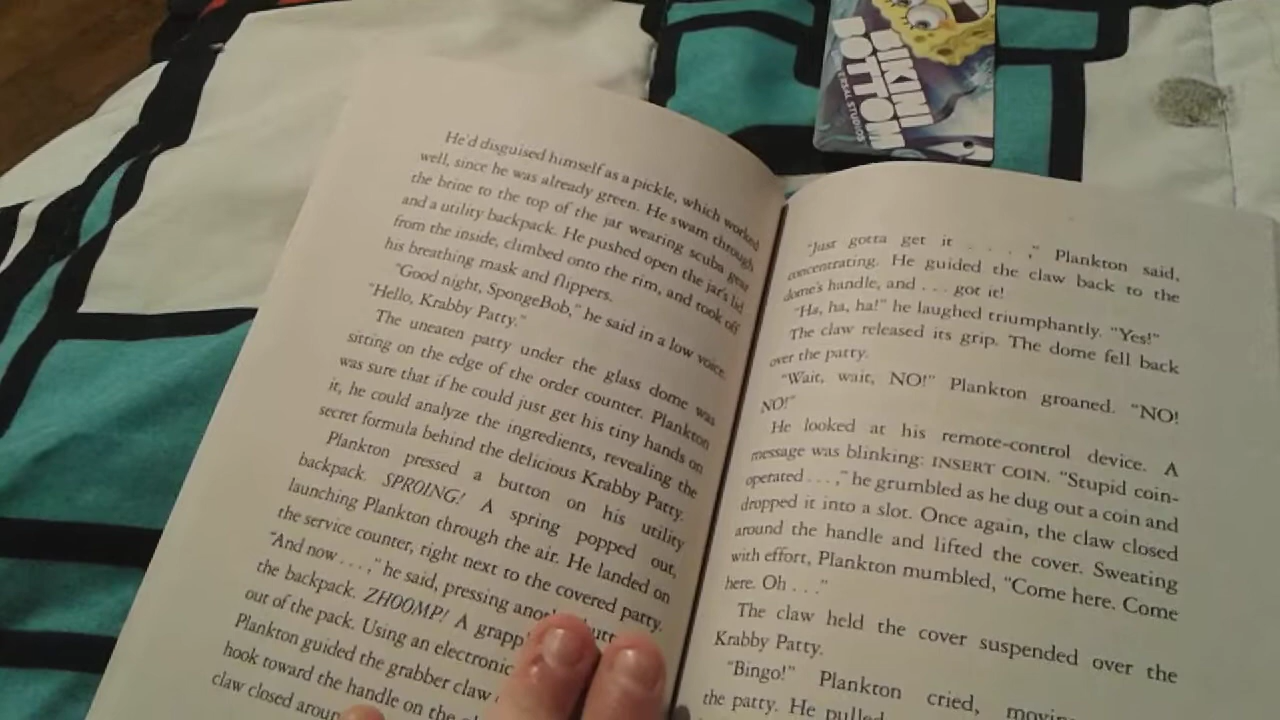 BIKINI
BOTTOM
He'd disguised himself as a pickle, which worked
well, since he was already green. He swam through
the brine to the top of the jar wearing scuba gear
and a utility backpack. He pushed open the jar's lid
from the inside, climbed onto the rim, and took off
his breathing mask and flippers.
"Good night, SpongeBob," he said in a low voice.
"Hello, Krabby Patty."
The uneaten patty under the glass dome was
sitting on the edge of the order counter. Plankton
was sure that if he could just get his tiny hands on
it, he could analyze the ingredients, revealing the
secret formula behind the delicious Krabby Patty.
Plankton pressed a button on his utility
backpack. SPROING! A spring popped out,
launching Plankton through the air. He landed on
the service counter, right next to the covered patty.
"And now . . . ," he said, pressing
the backpack. ZHOOMP! A
out of the pack. Using an electronic
Plankton guided the grabber claw
hook toward the handle on the
claw closed
"Just gotta get it . . . ," Plankton said,
concentrating. He guided the claw back to the
dome's handle, and . . . got it!
"Ha, ha, ha!" he laughed triumphantly. "Yes!"
The claw released its grip. The dome fell back
over the patty.
"Wait, wait, NO!" Plankton groaned. "NO!
NO!"
He looked at his remote-control device. A
message was blinking: INSERT COIN. "Stupid coin-
operated . . . ," he grumbled as he dug out a coin and
dropped it into a slot. Once again, the claw closed
around the handle and lifted the cover. Sweating
with effort, Plankton mumbled, "Come here. Come
here. Oh . . ."
The claw held the cover suspended over the
Krabby Patty.
"Bingo!" Plankton cried,
the patty. He pulled